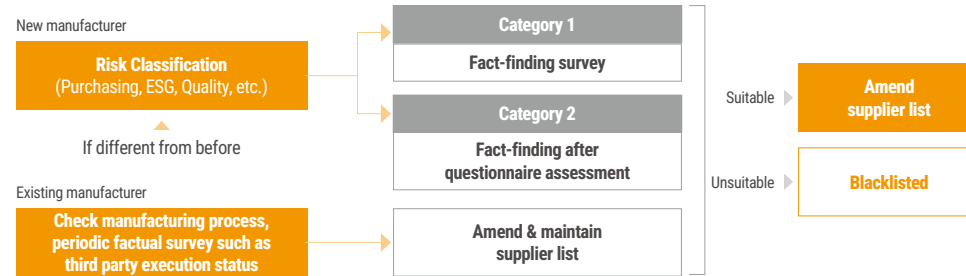 New manufacturer
Risk Classification
(Purchasing, ESG, Quality, etc.)
If different from before
Existing manufacturer
Check manufacturing process,
periodic factual survey such as
third party execution status
Category 1
Fact-finding survey
Category 2
Fact-finding after
questionnaire assessment
Amend & maintain
supplier list
Suitable
Amend
supplier list
Unsuitable
Blacklisted